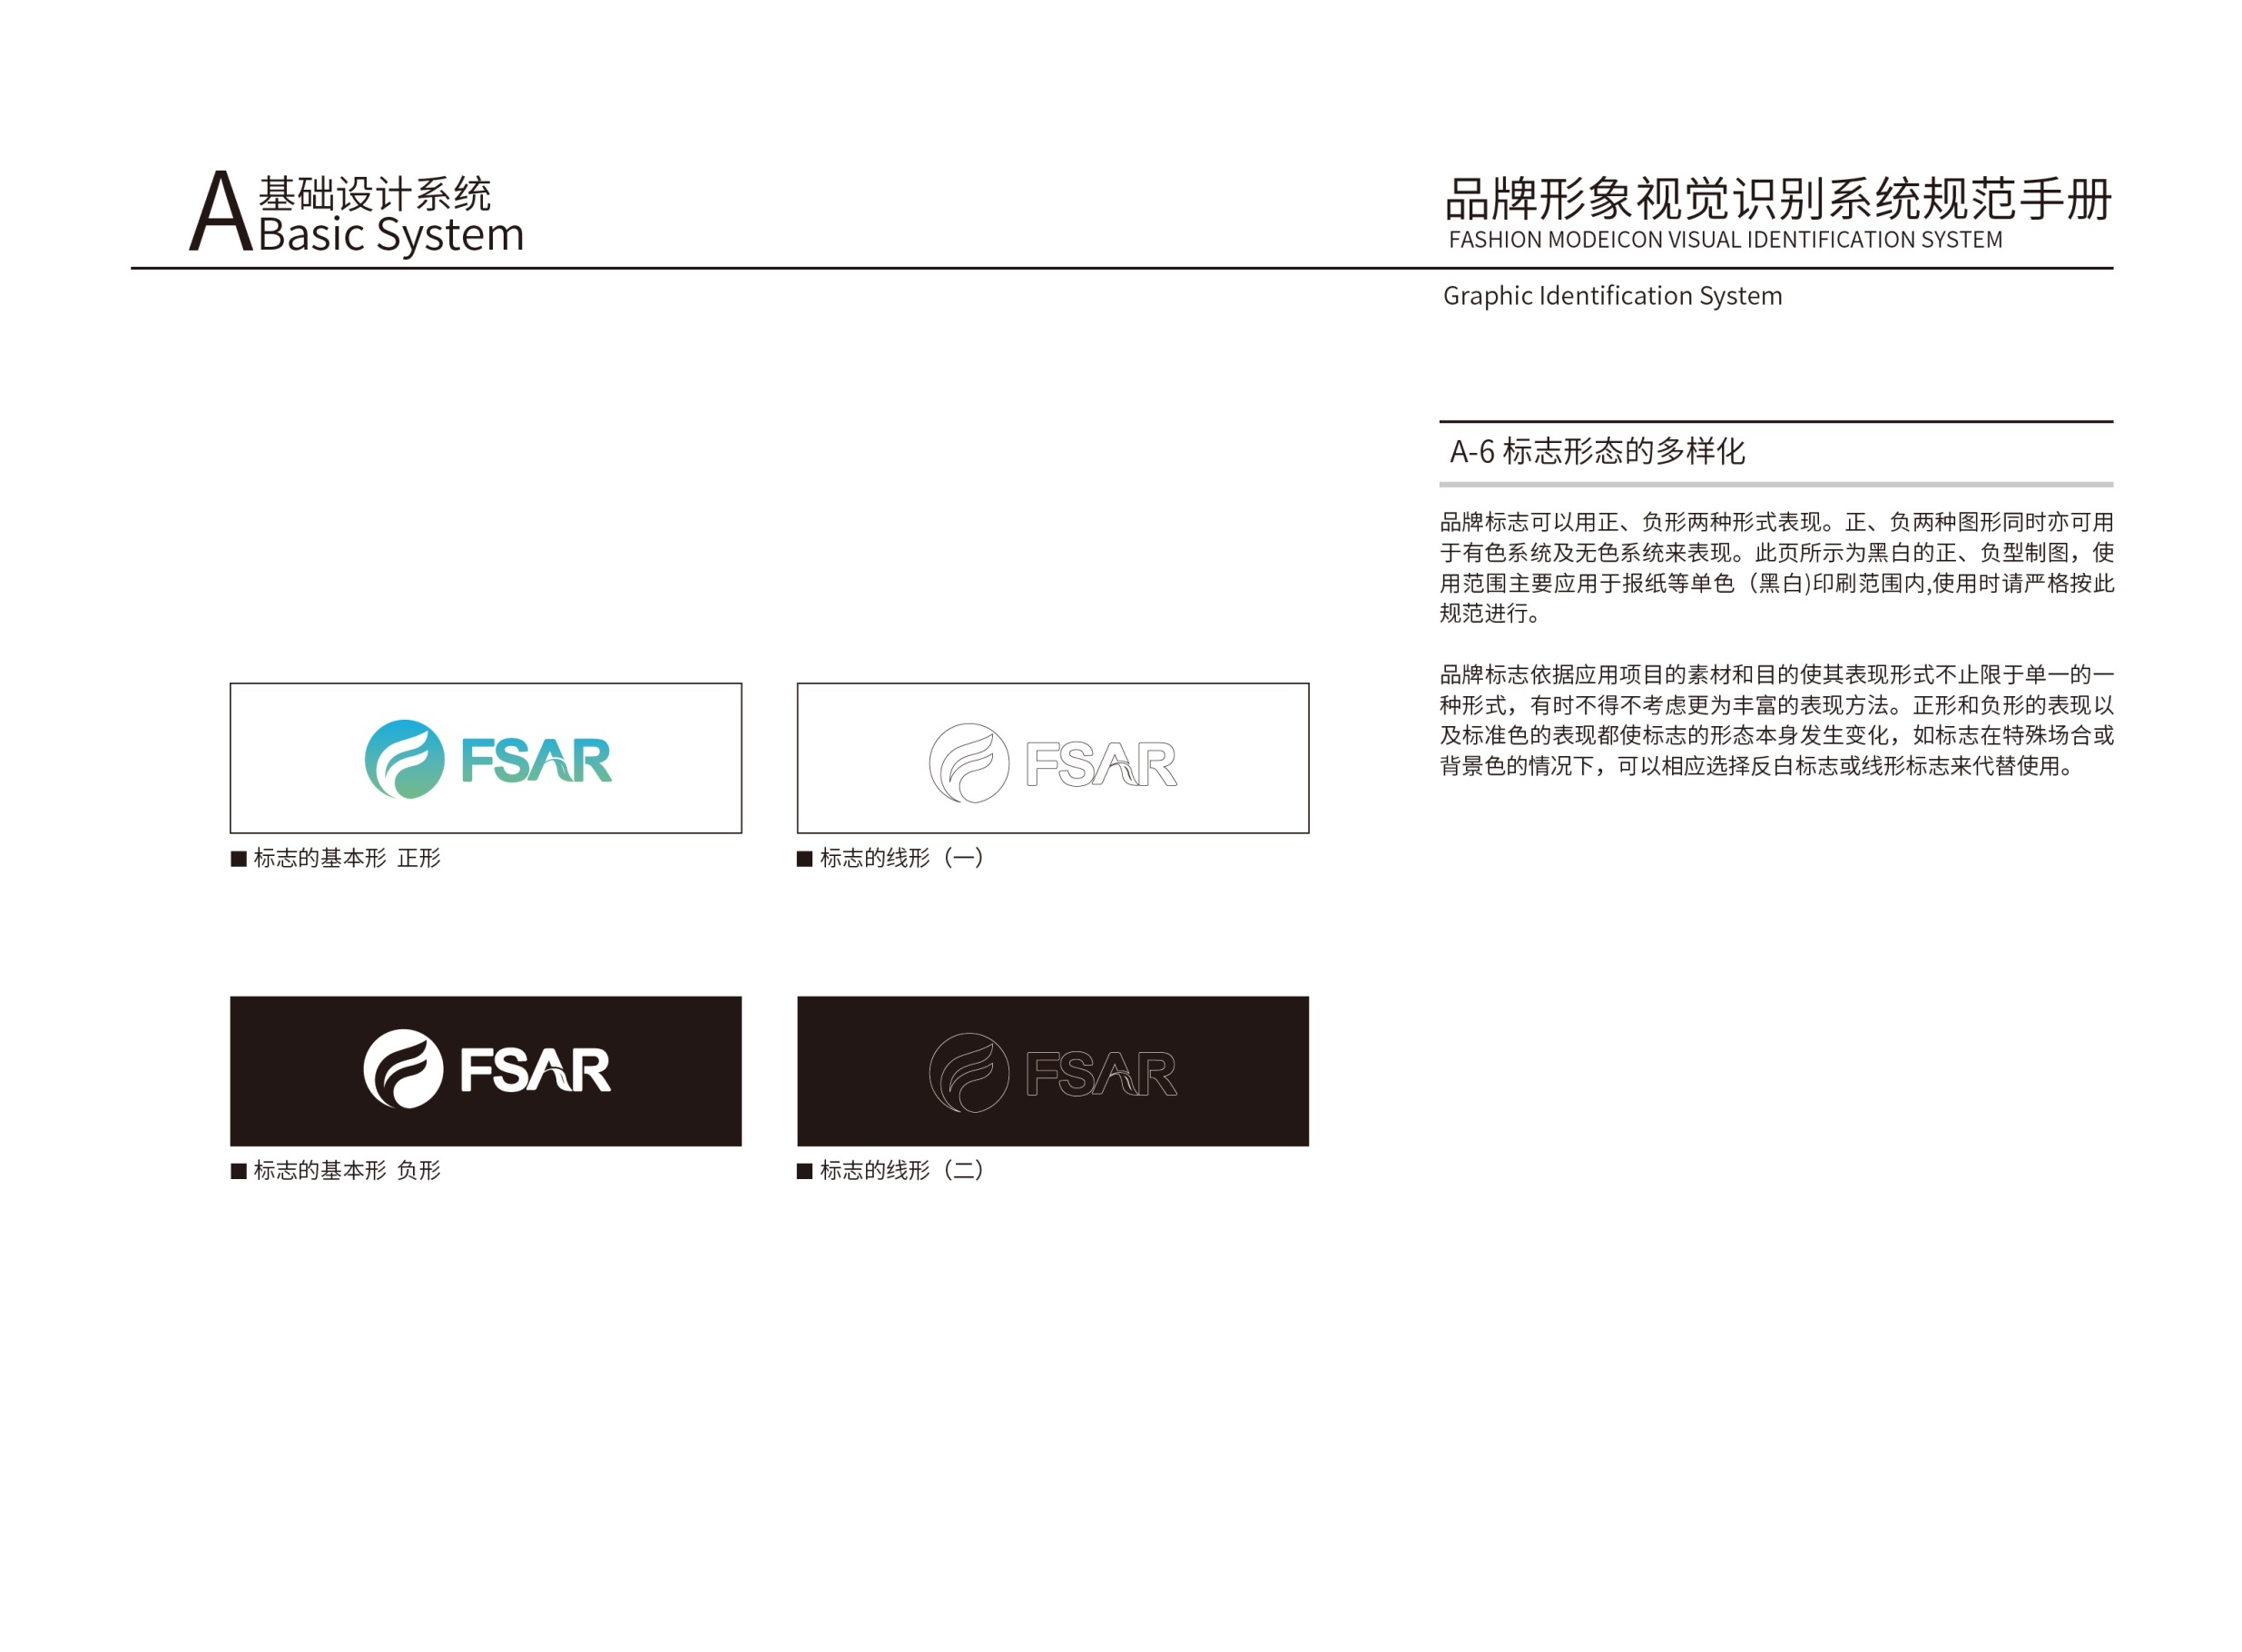 A
基础设计系统
Basic System
品牌形象视觉识别系统规范手册
FASHION MODEICON VISUAL IDENTIFICATION SYSTEM
Graphic Identification System
A-6 标志形态的多样化
品牌标志可以用正、负形两种形式表现。正、负两种图形同时亦可用
于有色系统及无色系统来表现。此页所示为黑白的正、负型制图，使
用范围主要应用于报纸等单色（黑白)印刷范围内,使用时请严格按此
规范进行。
品牌标志依据应用项目的素材和目的使其表现形式不止限于单一的一
种形式，有时不得不考虑更为丰富的表现方法。正形和负形的表现以
及标准色的表现都使标志的形态本身发生变化，如标志在特殊场合或
背景色的情况下，可以相应选择反白标志或线形标志来代替使用。
FSAR
FSAR
■ 标志的基本形 正形
■ 标志的线形（一）
FSAR
FSAR
■ 标志的基本形 负形
■ 标志的线形（二）